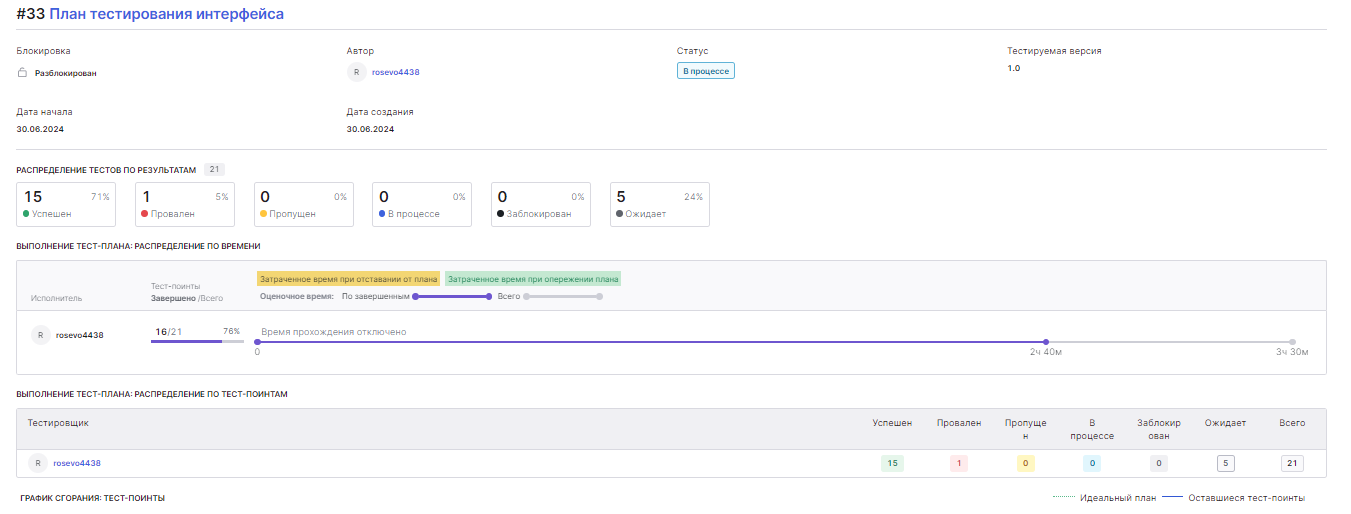 #33 План тестирования интерфейса
Блокировка Автор Статус Тестируемая версия
Разблокирован R rosevo4438 В процессе 1.0
Дата начала Дата создания
30.06.2024 30.06.2024
РАСПРЕДЕЛЕНИЕ ТЕСТОВ ПО РЕЗУЛЬТАТАМ 21
15 71% 1 5% 0 0% 0 0% 0 0% 5 24%
Успешен Провален Пропущен В процессе Заблокирован Ожидает
ВЫПОЛНЕНИЕ ТЕСТ-ПЛАНА: РАСПРЕДЕЛЕНИЕ ПО ВРЕМЕНИ
Затраченное время при отставании от плана Затраченное время при опережении плана
Тест-поинты
Исполнитель Завершено /Всего Оценочное время: По завершенным Всего
R rosevo4438 16/21 76% Время прохождения отключено
0 2ч 40м 3ч 30м
ВЫПОЛНЕНИЕ ТЕСТ-ПЛАНА: РАСПРЕДЕЛЕНИЕ ПО ТЕСТ-ПОИНТАМ
Тестировщик Успешен Провален Пропуще В Заблокир Ожидает Всего
н процессе ован
R rosevo4438 15 1 0 0 0 5 21
ГРАФИК СГОРАНИЯ: ТЕСТ-ПОИНТЫ Идеальный план Оставшиеся тест-поинты